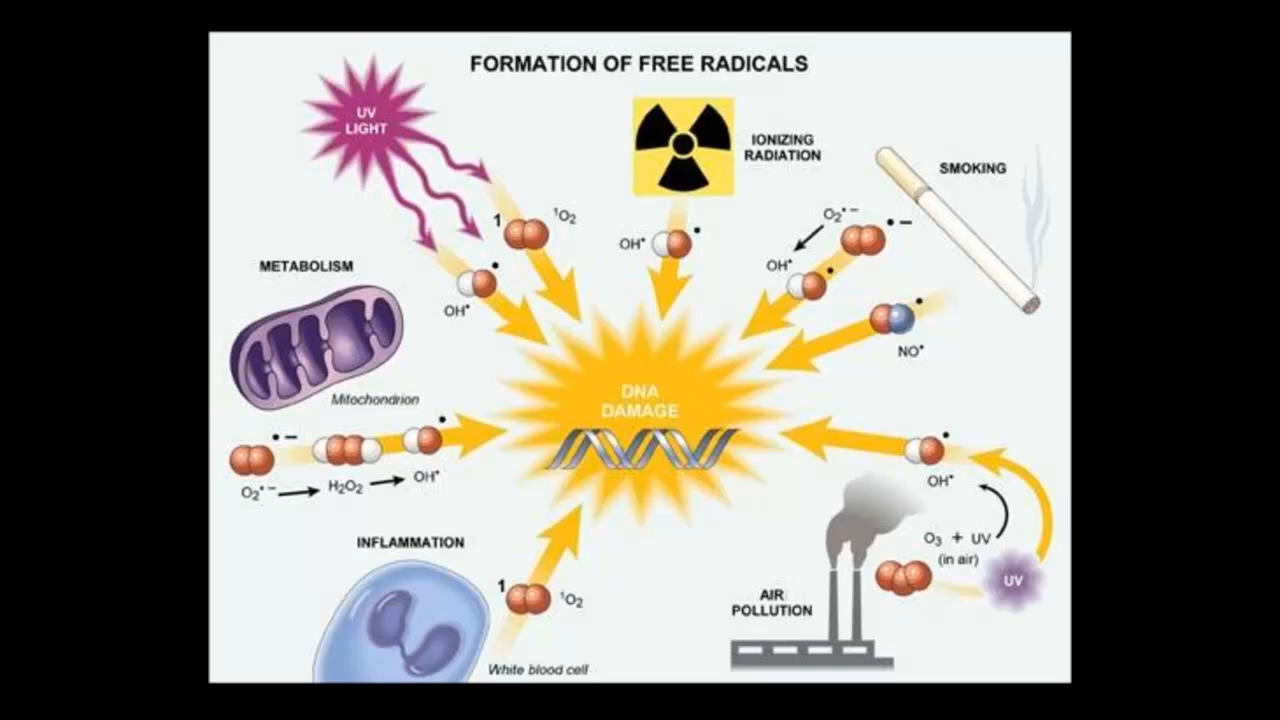 FORMATION OF FREE RADICALS
UV
LIGHT
IONIZING
RADIATION
SMOKING
1
¹O₂
OH•
•
O₂•−
• −
OH•
•
METABOLISM
•
OH•
•
NO•
Mitochondrion
DNA
DAMAGE
• −
•
O₂•− → H₂O₂ → OH•
•
OH•
INFLAMMATION
O₃ + UV
(in air)
UV
1
¹O₂
AIR
POLLUTION
White blood cell